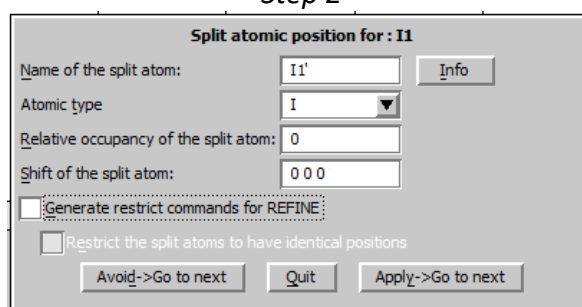 Step 2
Split atomic position for : I1
Name of the split atom: I1' Info
Atomic type I
Relative occupancy of the split atom: 0
Shift of the split atom: 0 0 0
Generate restrict commands for REFINE
Restrict the split atoms to have identical positions
Avoid->Go to next Quit Apply->Go to next